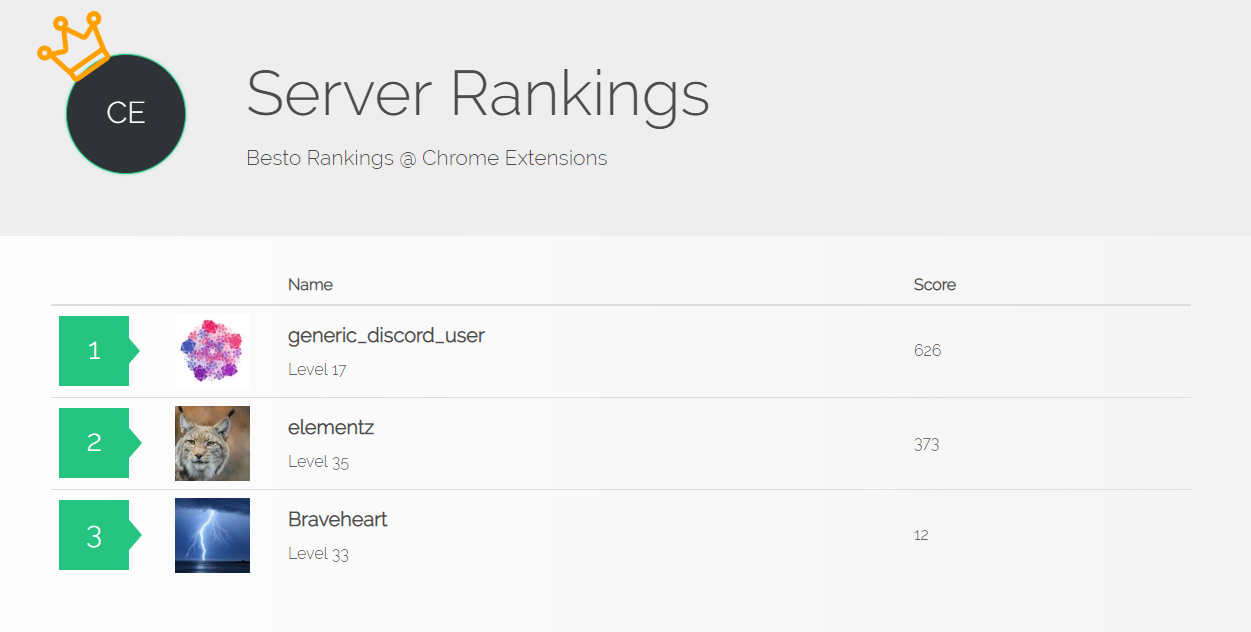 CE
Server Rankings
Besto Rankings @ Chrome Extensions
Name Score
1
generic_discord_user
Level 17
626
2
elementz
Level 35
373
3
Braveheart
Level 33
12